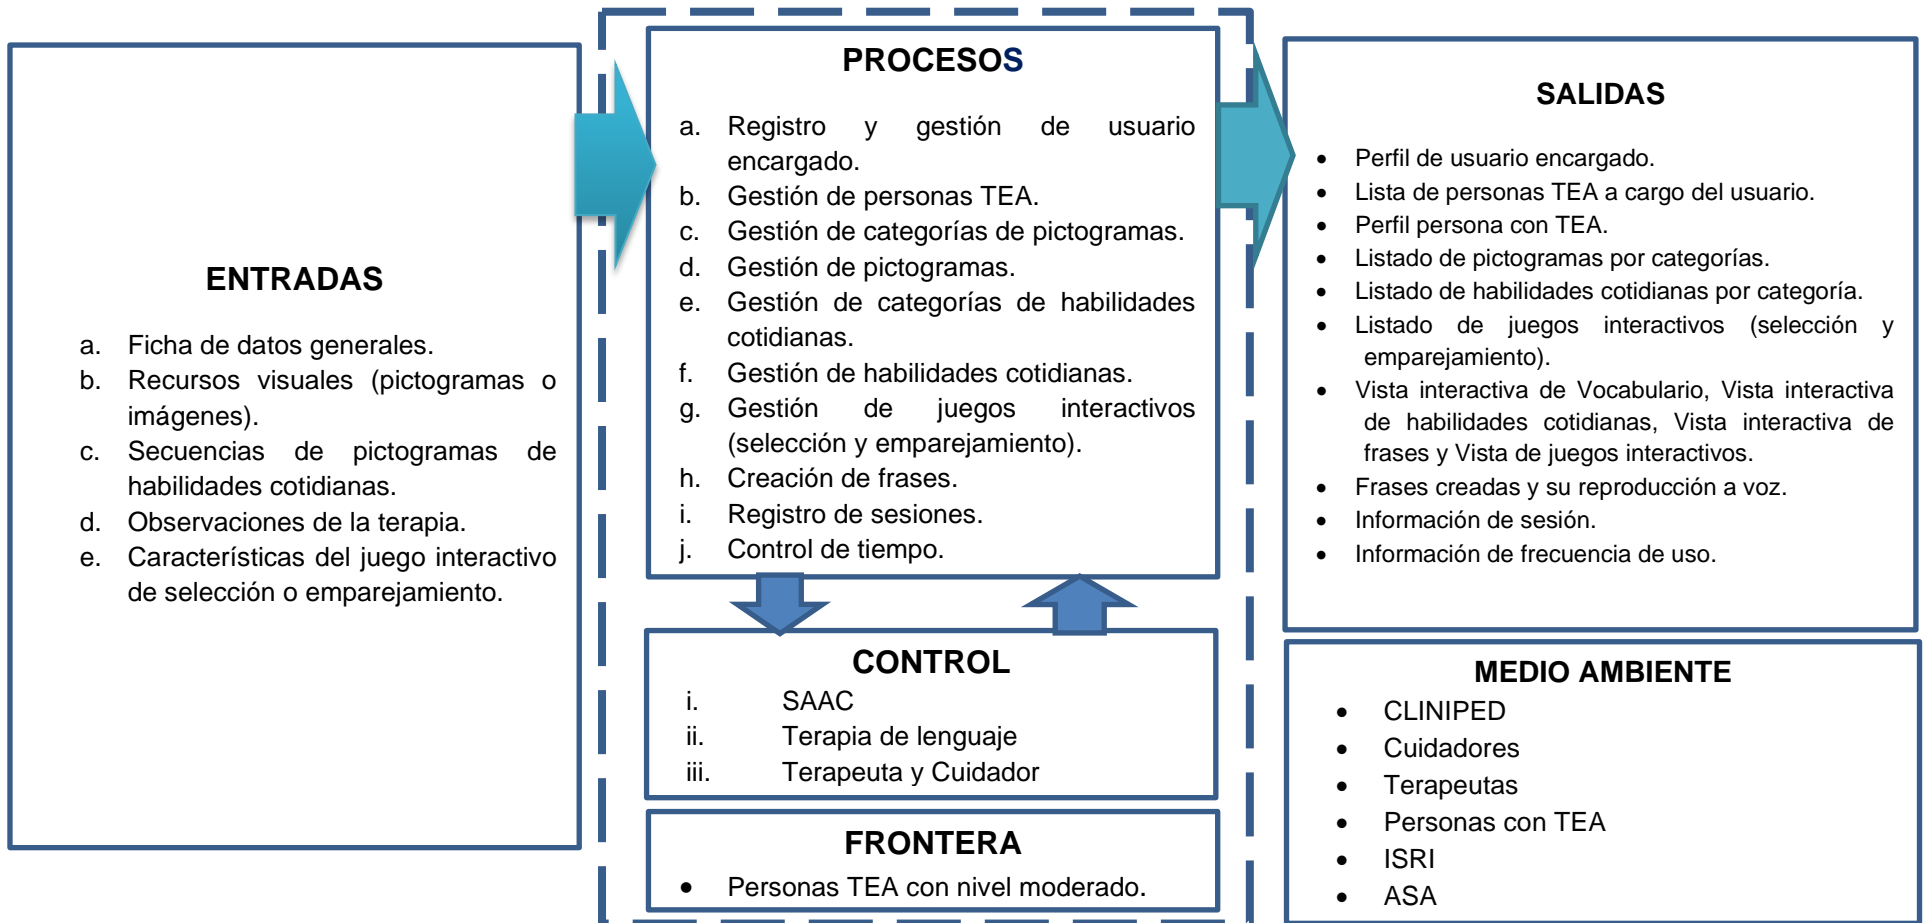 ENTRADAS
a. Ficha de datos generales.
b. Recursos visuales (pictogramas o
imágenes).
c. Secuencias de pictogramas de
habilidades cotidianas.
d. Observaciones de la terapia.
e. Características del juego interactivo
de selección o emparejamiento.
PROCESOS
a. Registro y gestión de usuario
encargado.
b. Gestión de personas TEA.
c. Gestión de categorías de pictogramas.
d. Gestión de pictogramas.
e. Gestión de categorías de habilidades
cotidianas.
f. Gestión de habilidades cotidianas.
g. Gestión de juegos interactivos
(selección y emparejamiento).
h. Creación de frases.
i. Registro de sesiones.
j. Control de tiempo.
CONTROL
i. SAAC
ii. Terapia de lenguaje
iii. Terapeuta y Cuidador
FRONTERA
• Personas TEA con nivel moderado.
SALIDAS
• Perfil de usuario encargado.
• Lista de personas TEA a cargo del usuario.
• Perfil persona con TEA.
• Listado de pictogramas por categorías.
• Listado de habilidades cotidianas por categoría.
• Listado de juegos interactivos (selección y
emparejamiento).
• Vista interactiva de Vocabulario, Vista interactiva
de habilidades cotidianas, Vista interactiva de
frases y Vista de juegos interactivos.
• Frases creadas y su reproducción a voz.
• Información de sesión.
• Información de frecuencia de uso.
MEDIO AMBIENTE
• CLINIPED
• Cuidadores
• Terapeutas
• Personas con TEA
• ISRI
• ASA